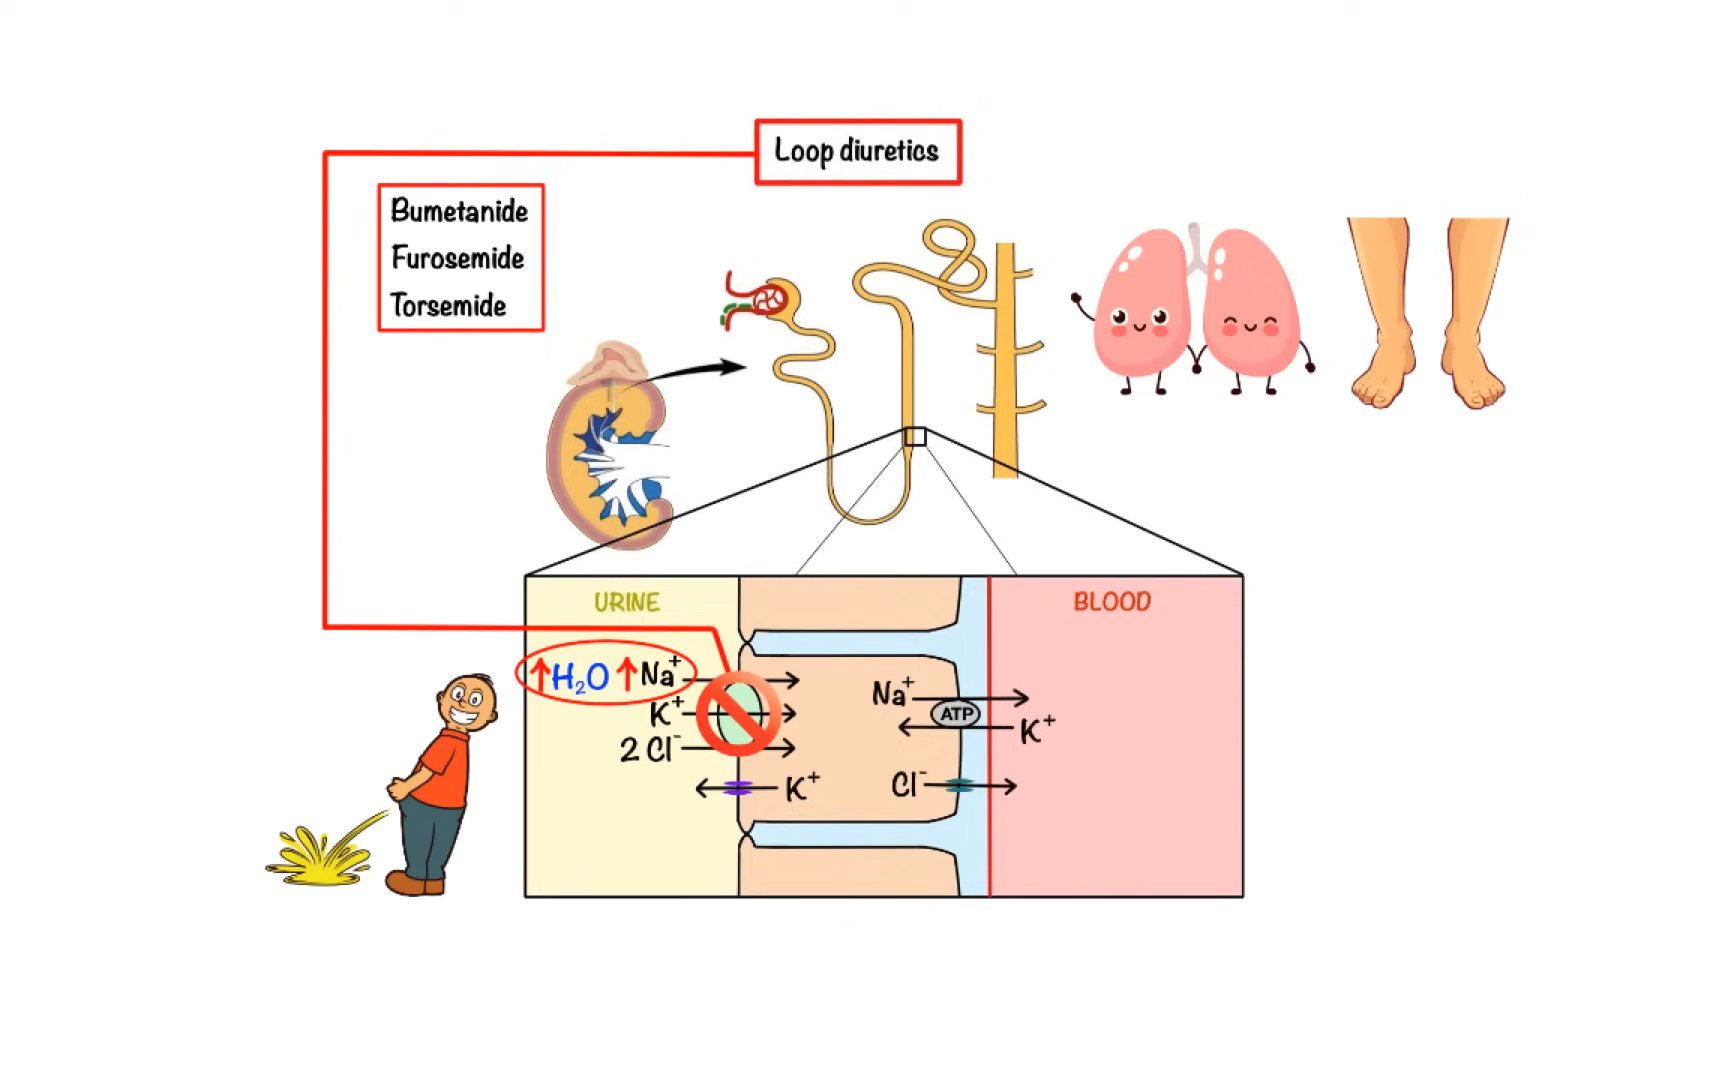 Loop diuretics
Bumetanide
Furosemide
Torsemide
URINE
BLOOD
↑H₂O ↑Na⁺
K⁺
2 Cl⁻
K⁺
Na⁺
ATP
K⁺
Cl⁻